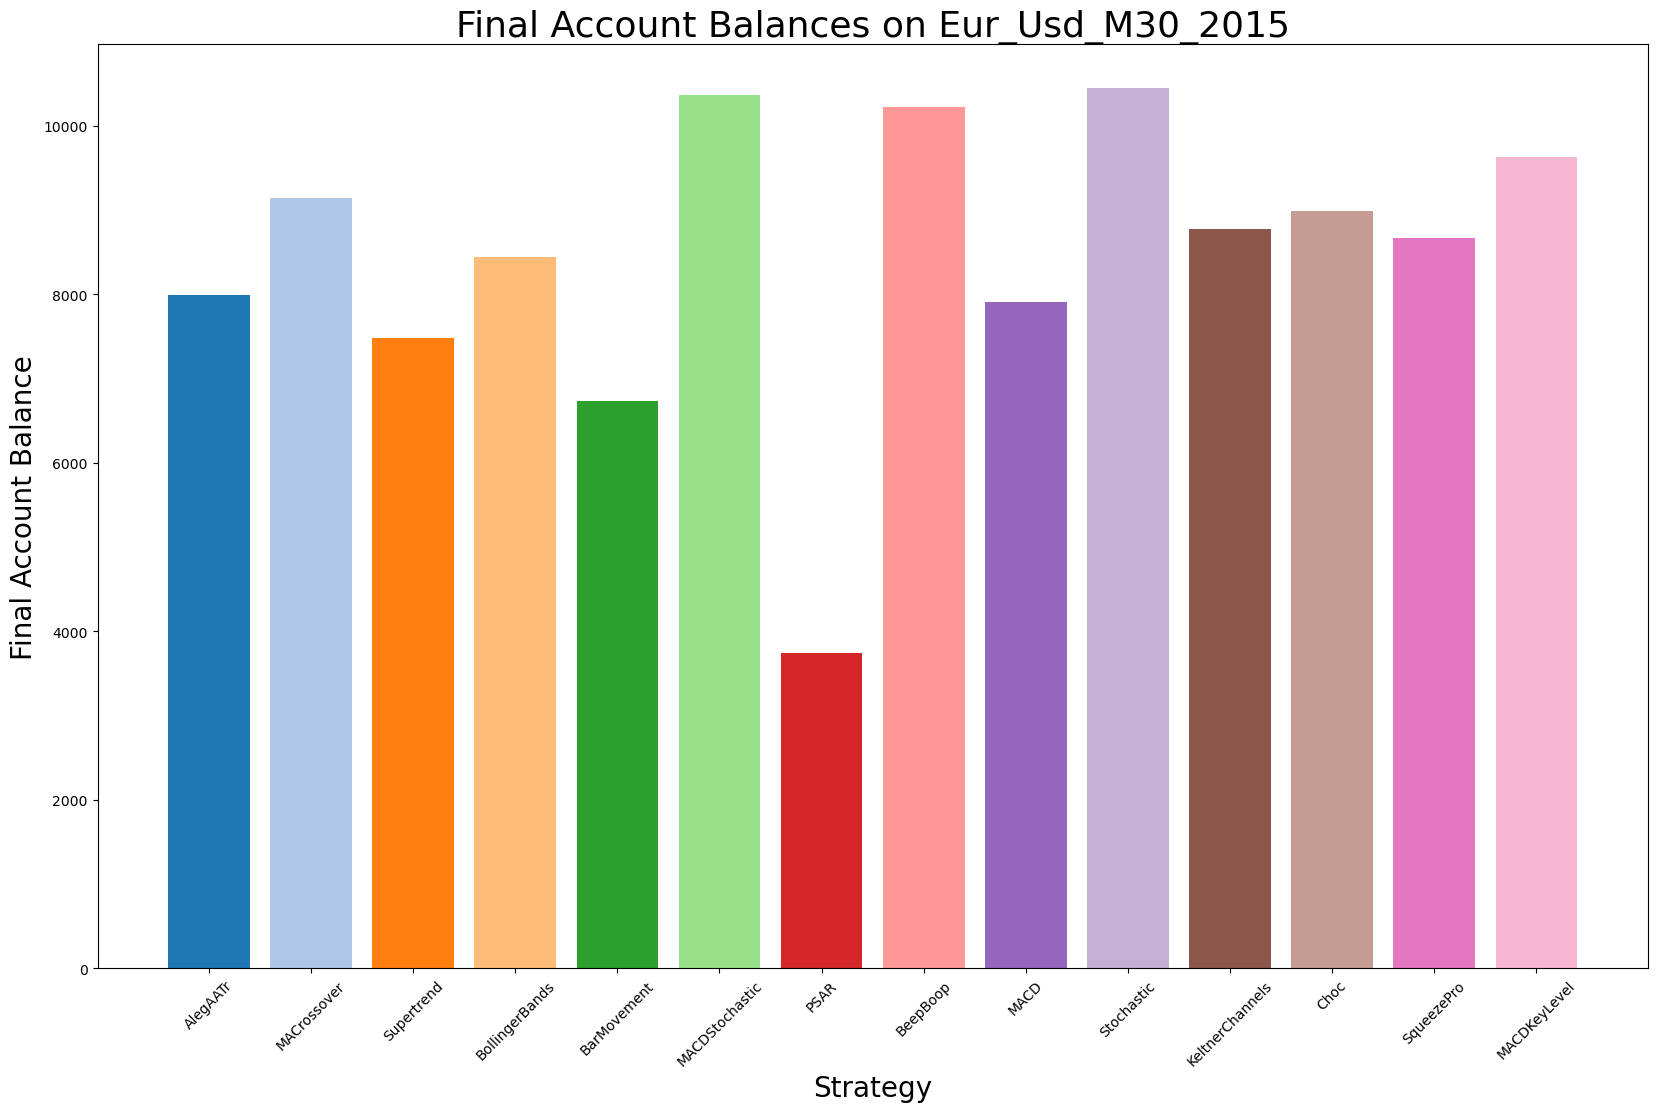 Final Account Balances on Eur_Usd_M30_2015
Final Account Balance
10000
8000
6000
4000
2000
0
AlegAATr
MACrossover
Supertrend
BollingerBands
BarMovement
MACDStochastic
PSAR
BeepBoop
MACD
Stochastic
KeltnerChannels
Choc
SqueezePro
MACDKeyLevel
Strategy